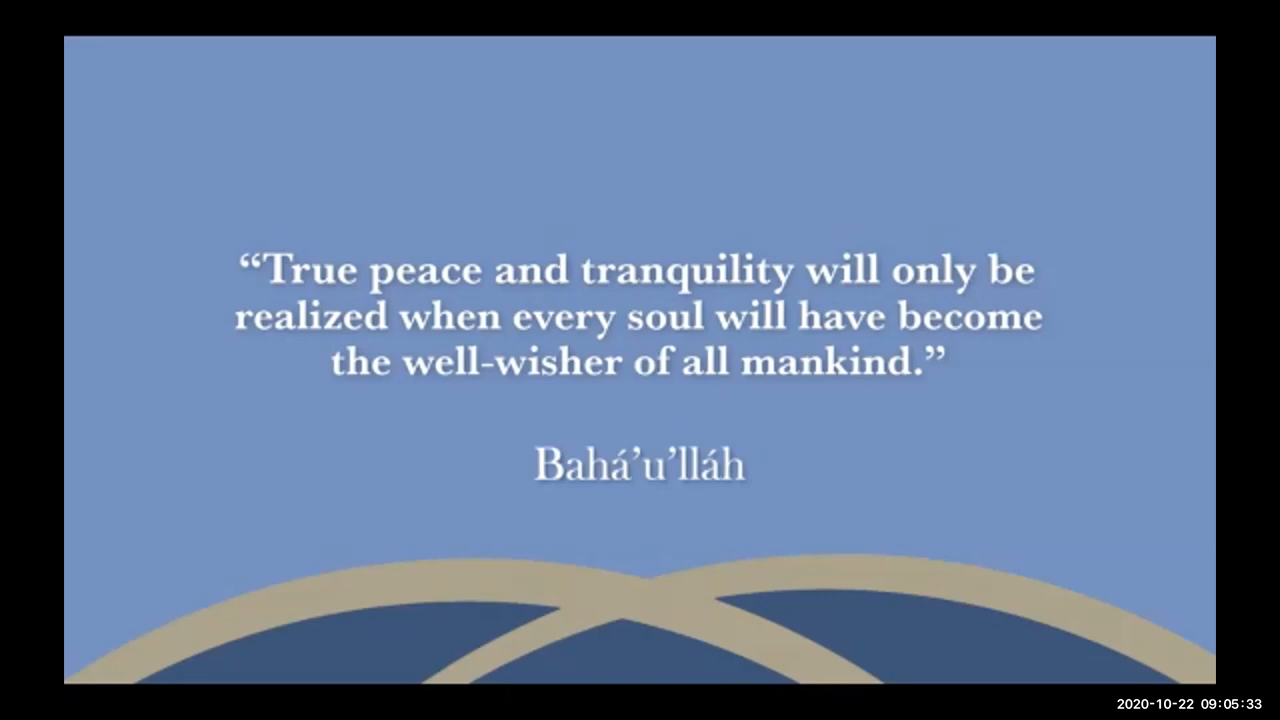 “True peace and tranquility will only be
realized when every soul will have become
the well-wisher of all mankind.”
Bahá’u’lláh
2020-10-22 09:05:33